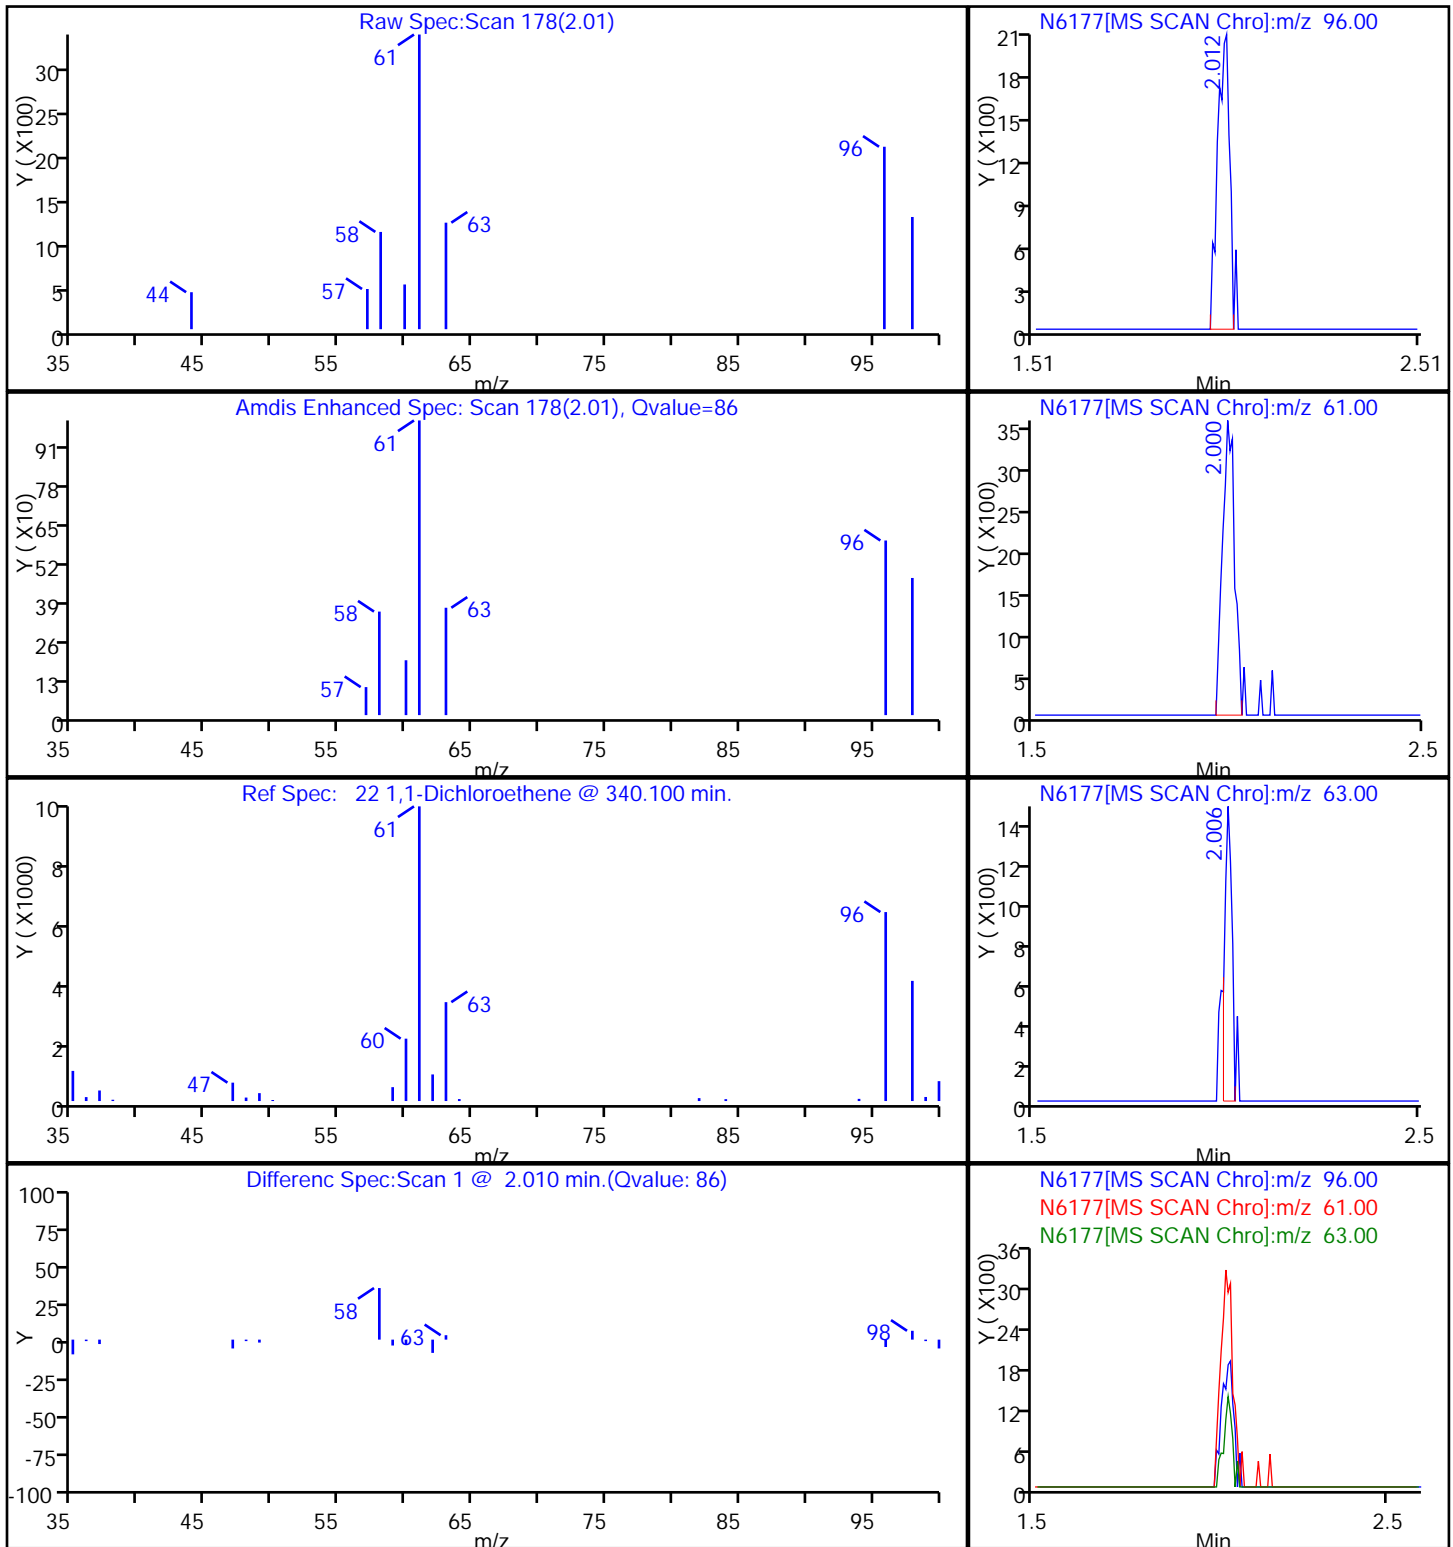 Raw Spec:Scan 178(2.01)
61
30
25
20
15
10
5
0
Y ( X100)
96
58
63
57
44
35 45 55 65 75 85 95
m/z
N6177[MS SCAN Chro]:m/z 96.00
2.012
21
18
15
12
9
6
3
0
Y ( X100)
1.51 2.51
Min
Amdis Enhanced Spec: Scan 178(2.01), Qvalue=86
61
91
78
65
52
39
26
13
0
Y ( X10)
96
58
63
57
35 45 55 65 75 85 95
m/z
N6177[MS SCAN Chro]:m/z 61.00
2.000
35
30
25
20
15
10
5
0
Y ( X100)
1.5 2.5
Min
Ref Spec: 22 1,1-Dichloroethene @ 340.100 min.
61
10
8
6
4
2
0
Y ( X1000)
96
63
60
47
35 45 55 65 75 85 95
m/z
N6177[MS SCAN Chro]:m/z 63.00
2.006
14
12
10
8
6
4
2
0
Y ( X100)
1.5 2.5
Min
Differenc Spec:Scan 1 @ 2.010 min.(Qvalue: 86)
100
75
50
25
0
-25
-50
-75
-100
Y
58
63
98
35 45 55 65 75 85 95
m/z
N6177[MS SCAN Chro]:m/z 96.00
N6177[MS SCAN Chro]:m/z 61.00
N6177[MS SCAN Chro]:m/z 63.00
36
30
24
18
12
6
0
Y ( X100)
1.5 2.5
Min